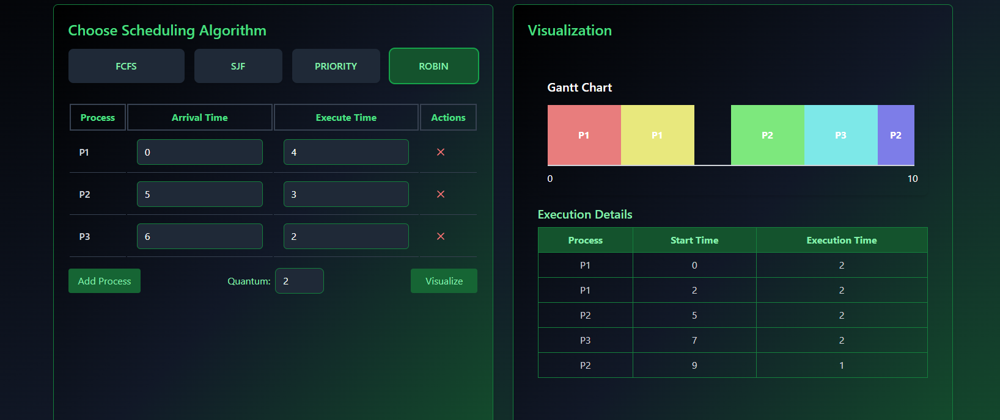 Choose Scheduling Algorithm
FCFS SJF PRIORITY ROBIN
Process Arrival Time Execute Time Actions
P1 0 4
P2 5 3
P3 6 2
Add Process Quantum: 2 Visualize
Visualization
Gantt Chart
P1 P1 P2 P3 P2
0 10
Execution Details
Process Start Time Execution Time
P1 0 2
P1 2 2
P2 5 2
P3 7 2
P2 9 1